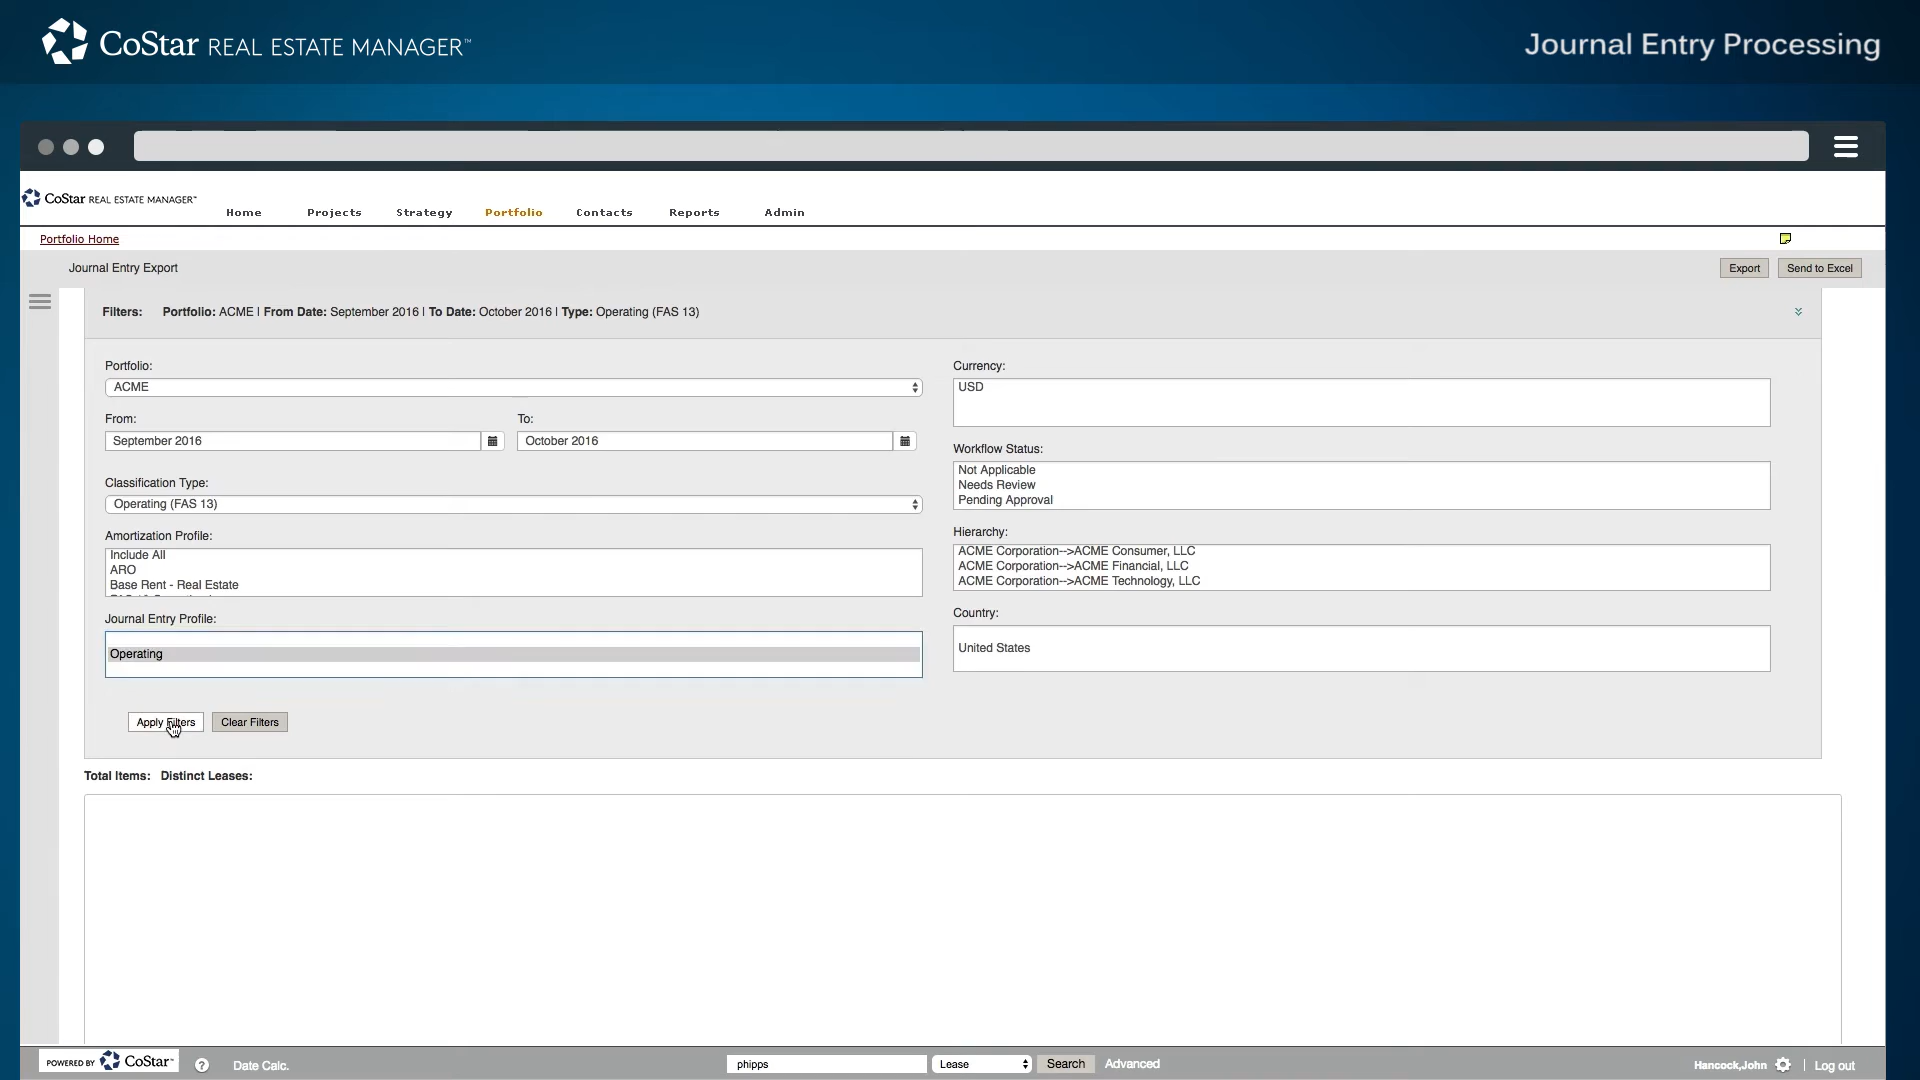 CoStar REAL ESTATE MANAGER™
Journal Entry Processing
CoStar REAL ESTATE MANAGER™
Home Projects Strategy Portfolio Contacts Reports Admin
Portfolio Home
Journal Entry Export
Export Send to Excel
Filters: Portfolio: ACME | From Date: September 2016 | To Date: October 2016 | Type: Operating (FAS 13)
Portfolio:
ACME
From: To:
September 2016 October 2016
Classification Type:
Operating (FAS 13)
Amortization Profile:
Include All
ARO
Base Rent - Real Estate
Journal Entry Profile:
Operating
Apply Filters Clear Filters
Currency:
USD
Workflow Status:
Not Applicable
Needs Review
Pending Approval
Hierarchy:
ACME Corporation-->ACME Consumer, LLC
ACME Corporation-->ACME Financial, LLC
ACME Corporation-->ACME Technology, LLC
Country:
United States
Total Items: Distinct Leases:
POWERED BY CoStar™ ? Date Calc. phipps Lease Search Advanced Hancock,John | Log out